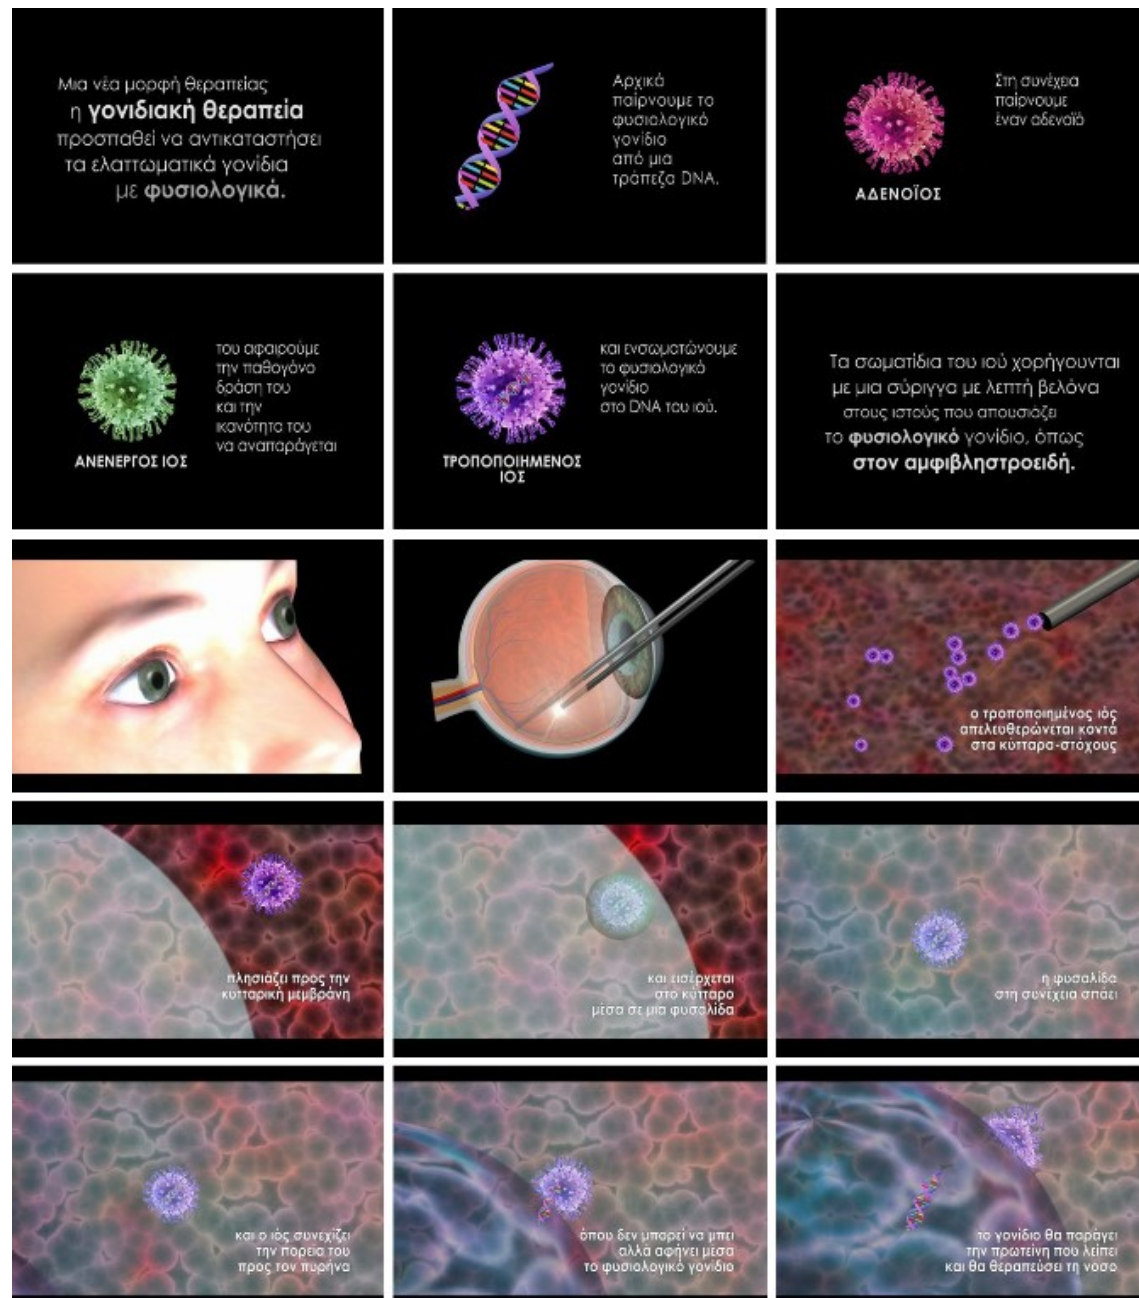 Μια νέα μορφή θεραπείας
η γονιδιακή θεραπεία
προσπαθεί να αντικαταστήσει
τα ελαττωματικά γονίδια
με φυσιολογικά.
Αρχικά
παίρνουμε το
φυσιολογικό
γονίδιο
από μια
τράπεζα DNA.
Στη συνέχεια
παίρνουμε
έναν αδενοϊό
ΑΔΕΝΟΪΟΣ
του αφαιρούμε
την παθογόνο
δράση του
και την
ικανότητα του
να αναπαράγεται
ΑΝΕΝΕΡΓΟΣ ΙΟΣ
και ενσωματώνουμε
το φυσιολογικό
γονίδιο
στο DNA του ιού.
ΤΡΟΠΟΠΟΙΗΜΕΝΟΣ
ΙΟΣ
Τα σωματίδια του ιού χορήγουνται
με μια σύριγγα με λεπτή βελόνα
στους ιστούς που απουσιάζει
το φυσιολογικό γονίδιο, όπως
στον αμφιβληστροειδή.
ο τροποποιημένος ιός
απελευθερώνεται κοντά
στα κύτταρα-στόχους
πλησιάζει προς την
κυτταρική μεμβράνη
και εισέρχεται
στο κύτταρο
μέσα σε μια φυσαλίδα
η φυσαλίδα
στη συνεχεια σπάει
και ο ιός συνεχίζει
την πορεια του
προς τον πυρήνα
όπου δεν μπορεί να μπει
αλλά αφήνει μεσα
το φυσιολογικό γονίδιο
το γονίδιο θα παράγει
την πρωτεινη που λείπει
και θα θεραπεύσει τη νοσο